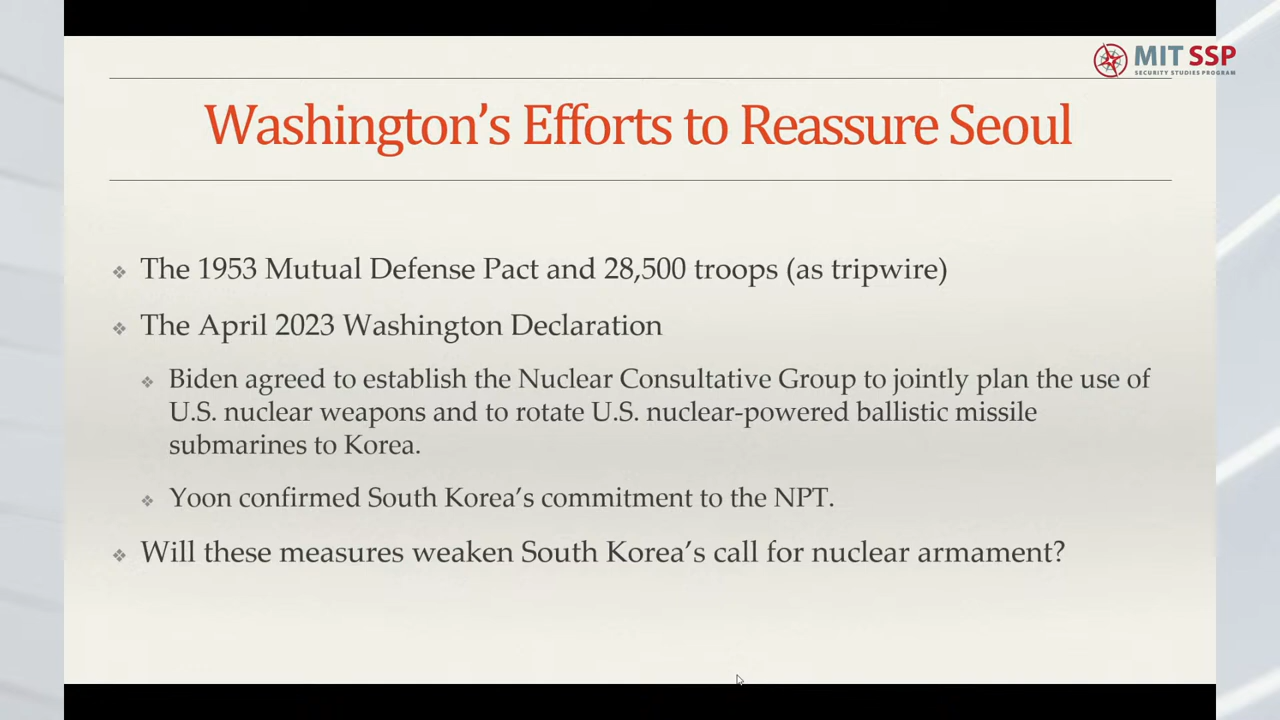 MIT SSP
SECURITY STUDIES PROGRAM
Washington’s Efforts to Reassure Seoul
❖ The 1953 Mutual Defense Pact and 28,500 troops (as tripwire)
❖ The April 2023 Washington Declaration
❖ Biden agreed to establish the Nuclear Consultative Group to jointly plan the use of
U.S. nuclear weapons and to rotate U.S. nuclear-powered ballistic missile
submarines to Korea.
❖ Yoon confirmed South Korea’s commitment to the NPT.
❖ Will these measures weaken South Korea’s call for nuclear armament?